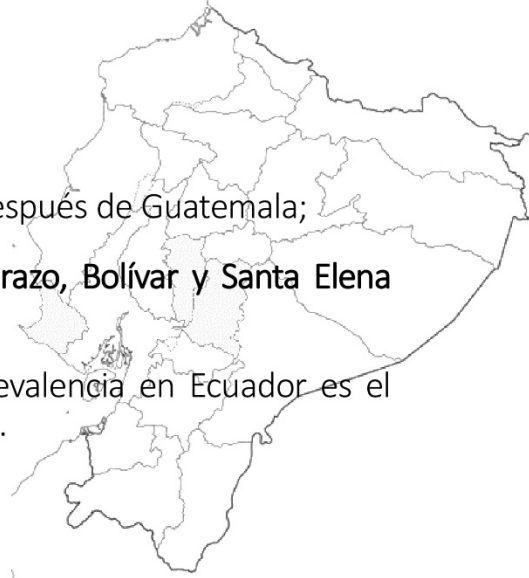 espués de Guatemala;
razo, Bolívar y Santa Elena
evalencia en Ecuador es el
.